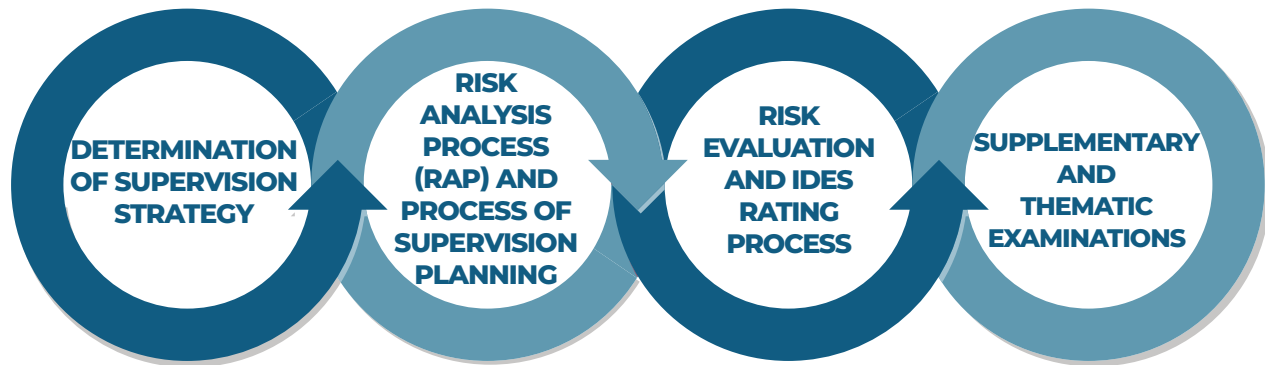 DETERMINATION
OF SUPERVISION
STRATEGY
RISK
ANALYSIS
PROCESS
(RAP) AND
PROCESS OF
SUPERVISION
PLANNING
RISK
EVALUATION
AND IDES
RATING
PROCESS
SUPPLEMENTARY
AND
THEMATIC
EXAMINATIONS